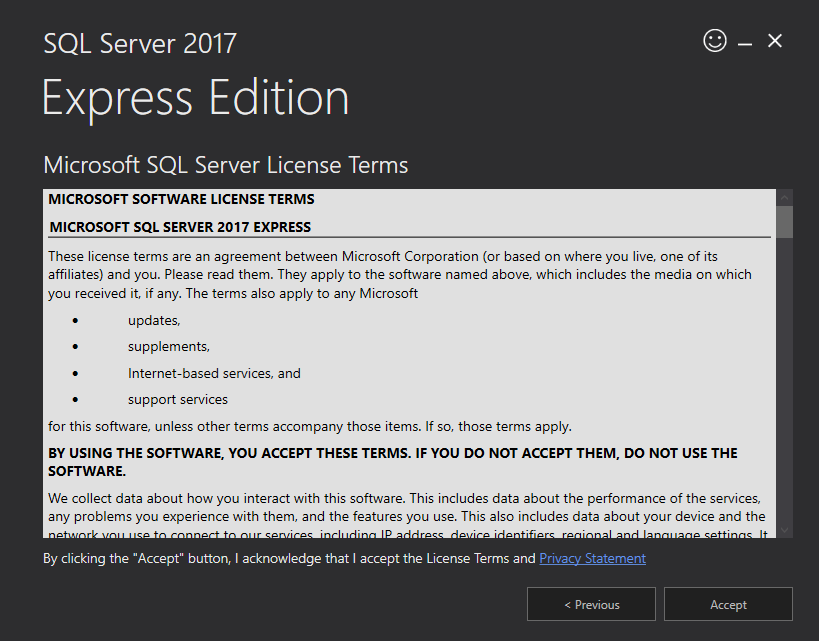 SQL Server 2017
Express Edition
Microsoft SQL Server License Terms
MICROSOFT SOFTWARE LICENSE TERMS
MICROSOFT SQL SERVER 2017 EXPRESS
These license terms are an agreement between Microsoft Corporation (or based on where you live, one of its
affiliates) and you. Please read them. They apply to the software named above, which includes the media on which
you received it, if any. The terms also apply to any Microsoft
• updates,
• supplements,
• Internet-based services, and
• support services
for this software, unless other terms accompany those items. If so, those terms apply.
BY USING THE SOFTWARE, YOU ACCEPT THESE TERMS. IF YOU DO NOT ACCEPT THEM, DO NOT USE THE
SOFTWARE.
We collect data about how you interact with this software. This includes data about the performance of the services,
any problems you experience with them, and the features you use. This also includes data about your device and the
network you use to connect to our services, including IP address, device identifiers, regional and language settings. It
By clicking the "Accept" button, I acknowledge that I accept the License Terms and Privacy Statement
< Previous
Accept